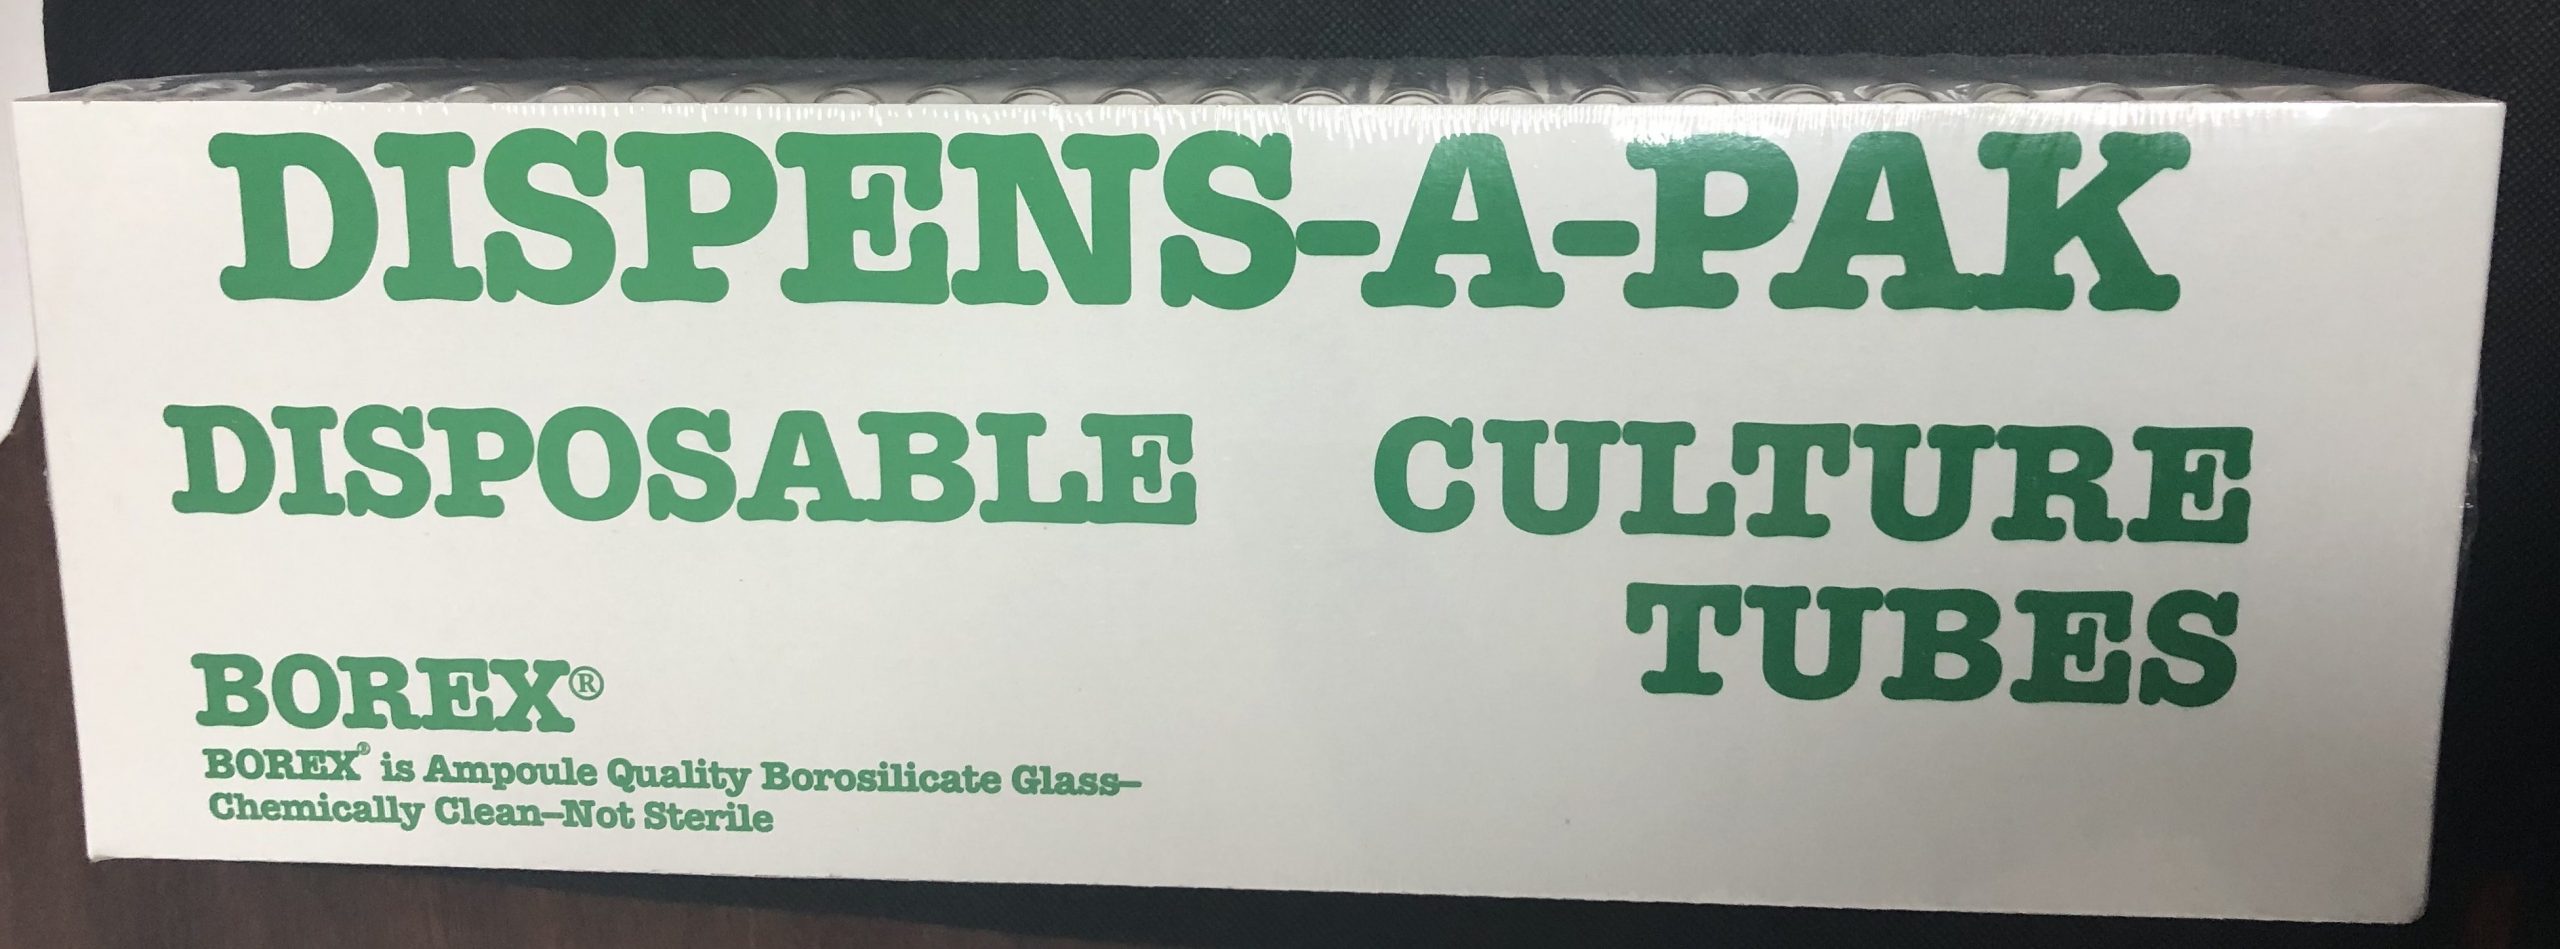 DISPENS-A-PAK
DISPOSABLE CULTURE
TUBES
BOREX®
BOREX® is Ampoule Quality Borosilicate Glass–
Chemically Clean–Not Sterile